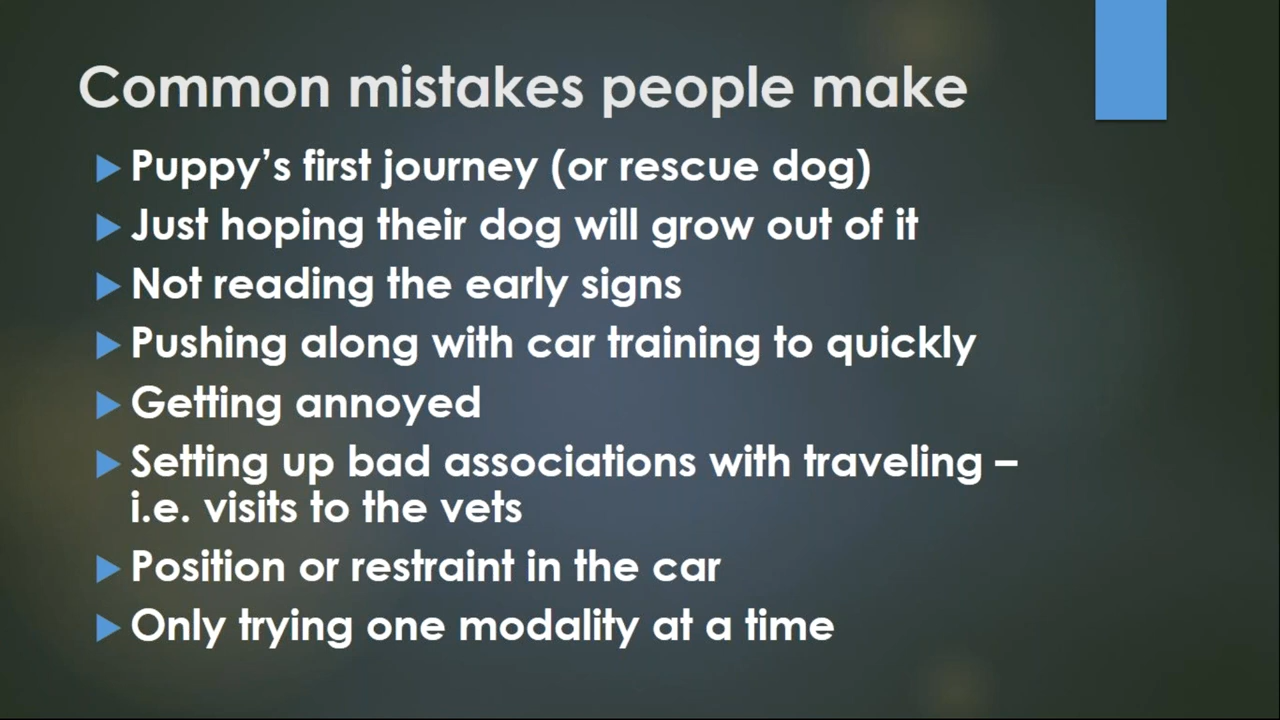 Common mistakes people make
Puppy’s first journey (or rescue dog)
Just hoping their dog will grow out of it
Not reading the early signs
Pushing along with car training to quickly
Getting annoyed
Setting up bad associations with traveling –
i.e. visits to the vets
Position or restraint in the car
Only trying one modality at a time